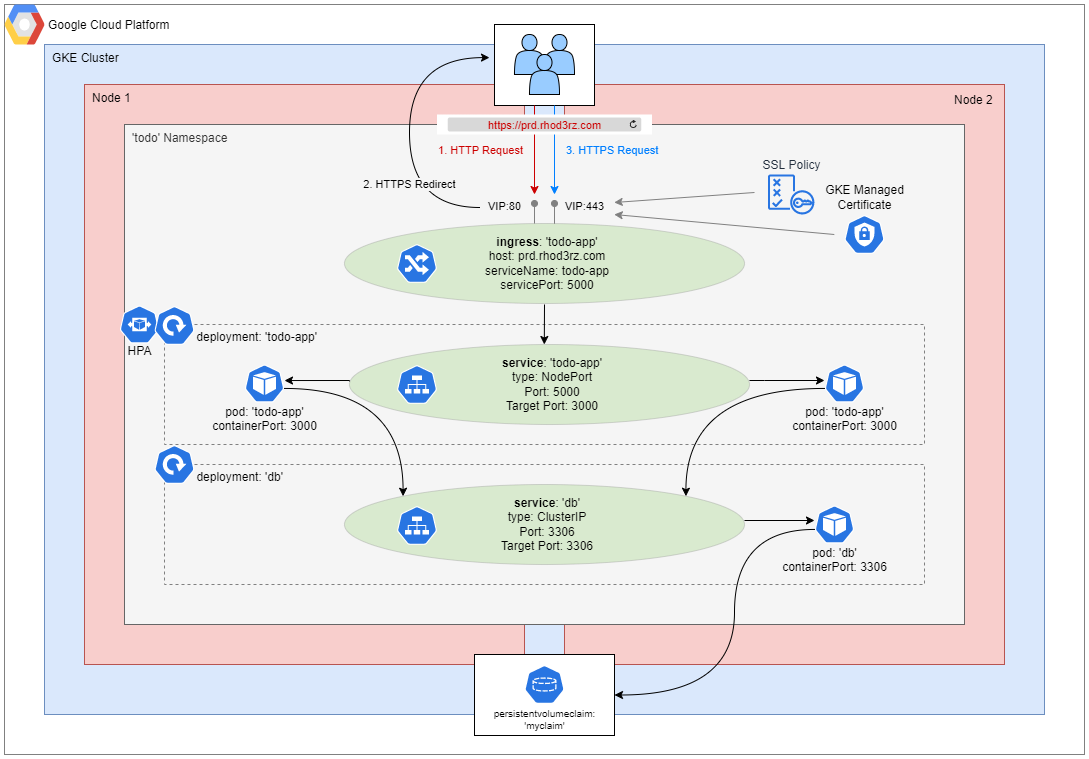 Google Cloud Platform
GKE Cluster
Node 1
Node 2
'todo' Namespace
https://prd.rhod3rz.com
1. HTTP Request
3. HTTPS Request
2. HTTPS Redirect
SSL Policy
GKE Managed
Certificate
VIP:80
VIP:443
ingress: 'todo-app'
host: prd.rhod3rz.com
serviceName: todo-app
servicePort: 5000
HPA
deployment: 'todo-app'
service: 'todo-app'
type: NodePort
Port: 5000
Target Port: 3000
pod: 'todo-app'
containerPort: 3000
pod: 'todo-app'
containerPort: 3000
deployment: 'db'
service: 'db'
type: ClusterIP
Port: 3306
Target Port: 3306
pod: 'db'
containerPort: 3306
persistentvolumeclaim:
'myclaim'